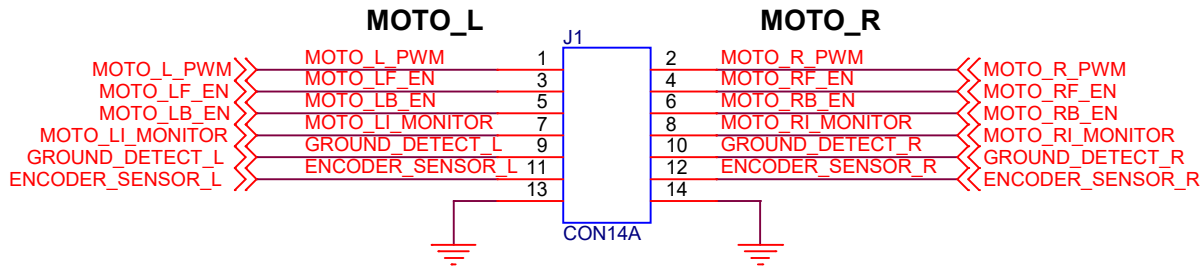 MOTO_L MOTO_R
J1
MOTO_L_PWM MOTO_L_PWM 1 2 MOTO_R_PWM MOTO_R_PWM
MOTO_LF_EN MOTO_LF_EN 3 4 MOTO_RF_EN MOTO_RF_EN
MOTO_LB_EN MOTO_LB_EN 5 6 MOTO_RB_EN MOTO_RB_EN
MOTO_LI_MONITOR MOTO_LI_MONITOR 7 8 MOTO_RI_MONITOR MOTO_RI_MONITOR
GROUND_DETECT_L GROUND_DETECT_L 9 10 GROUND_DETECT_R GROUND_DETECT_R
ENCODER_SENSOR_L ENCODER_SENSOR_L 11 12 ENCODER_SENSOR_R ENCODER_SENSOR_R
13 14
CON14A